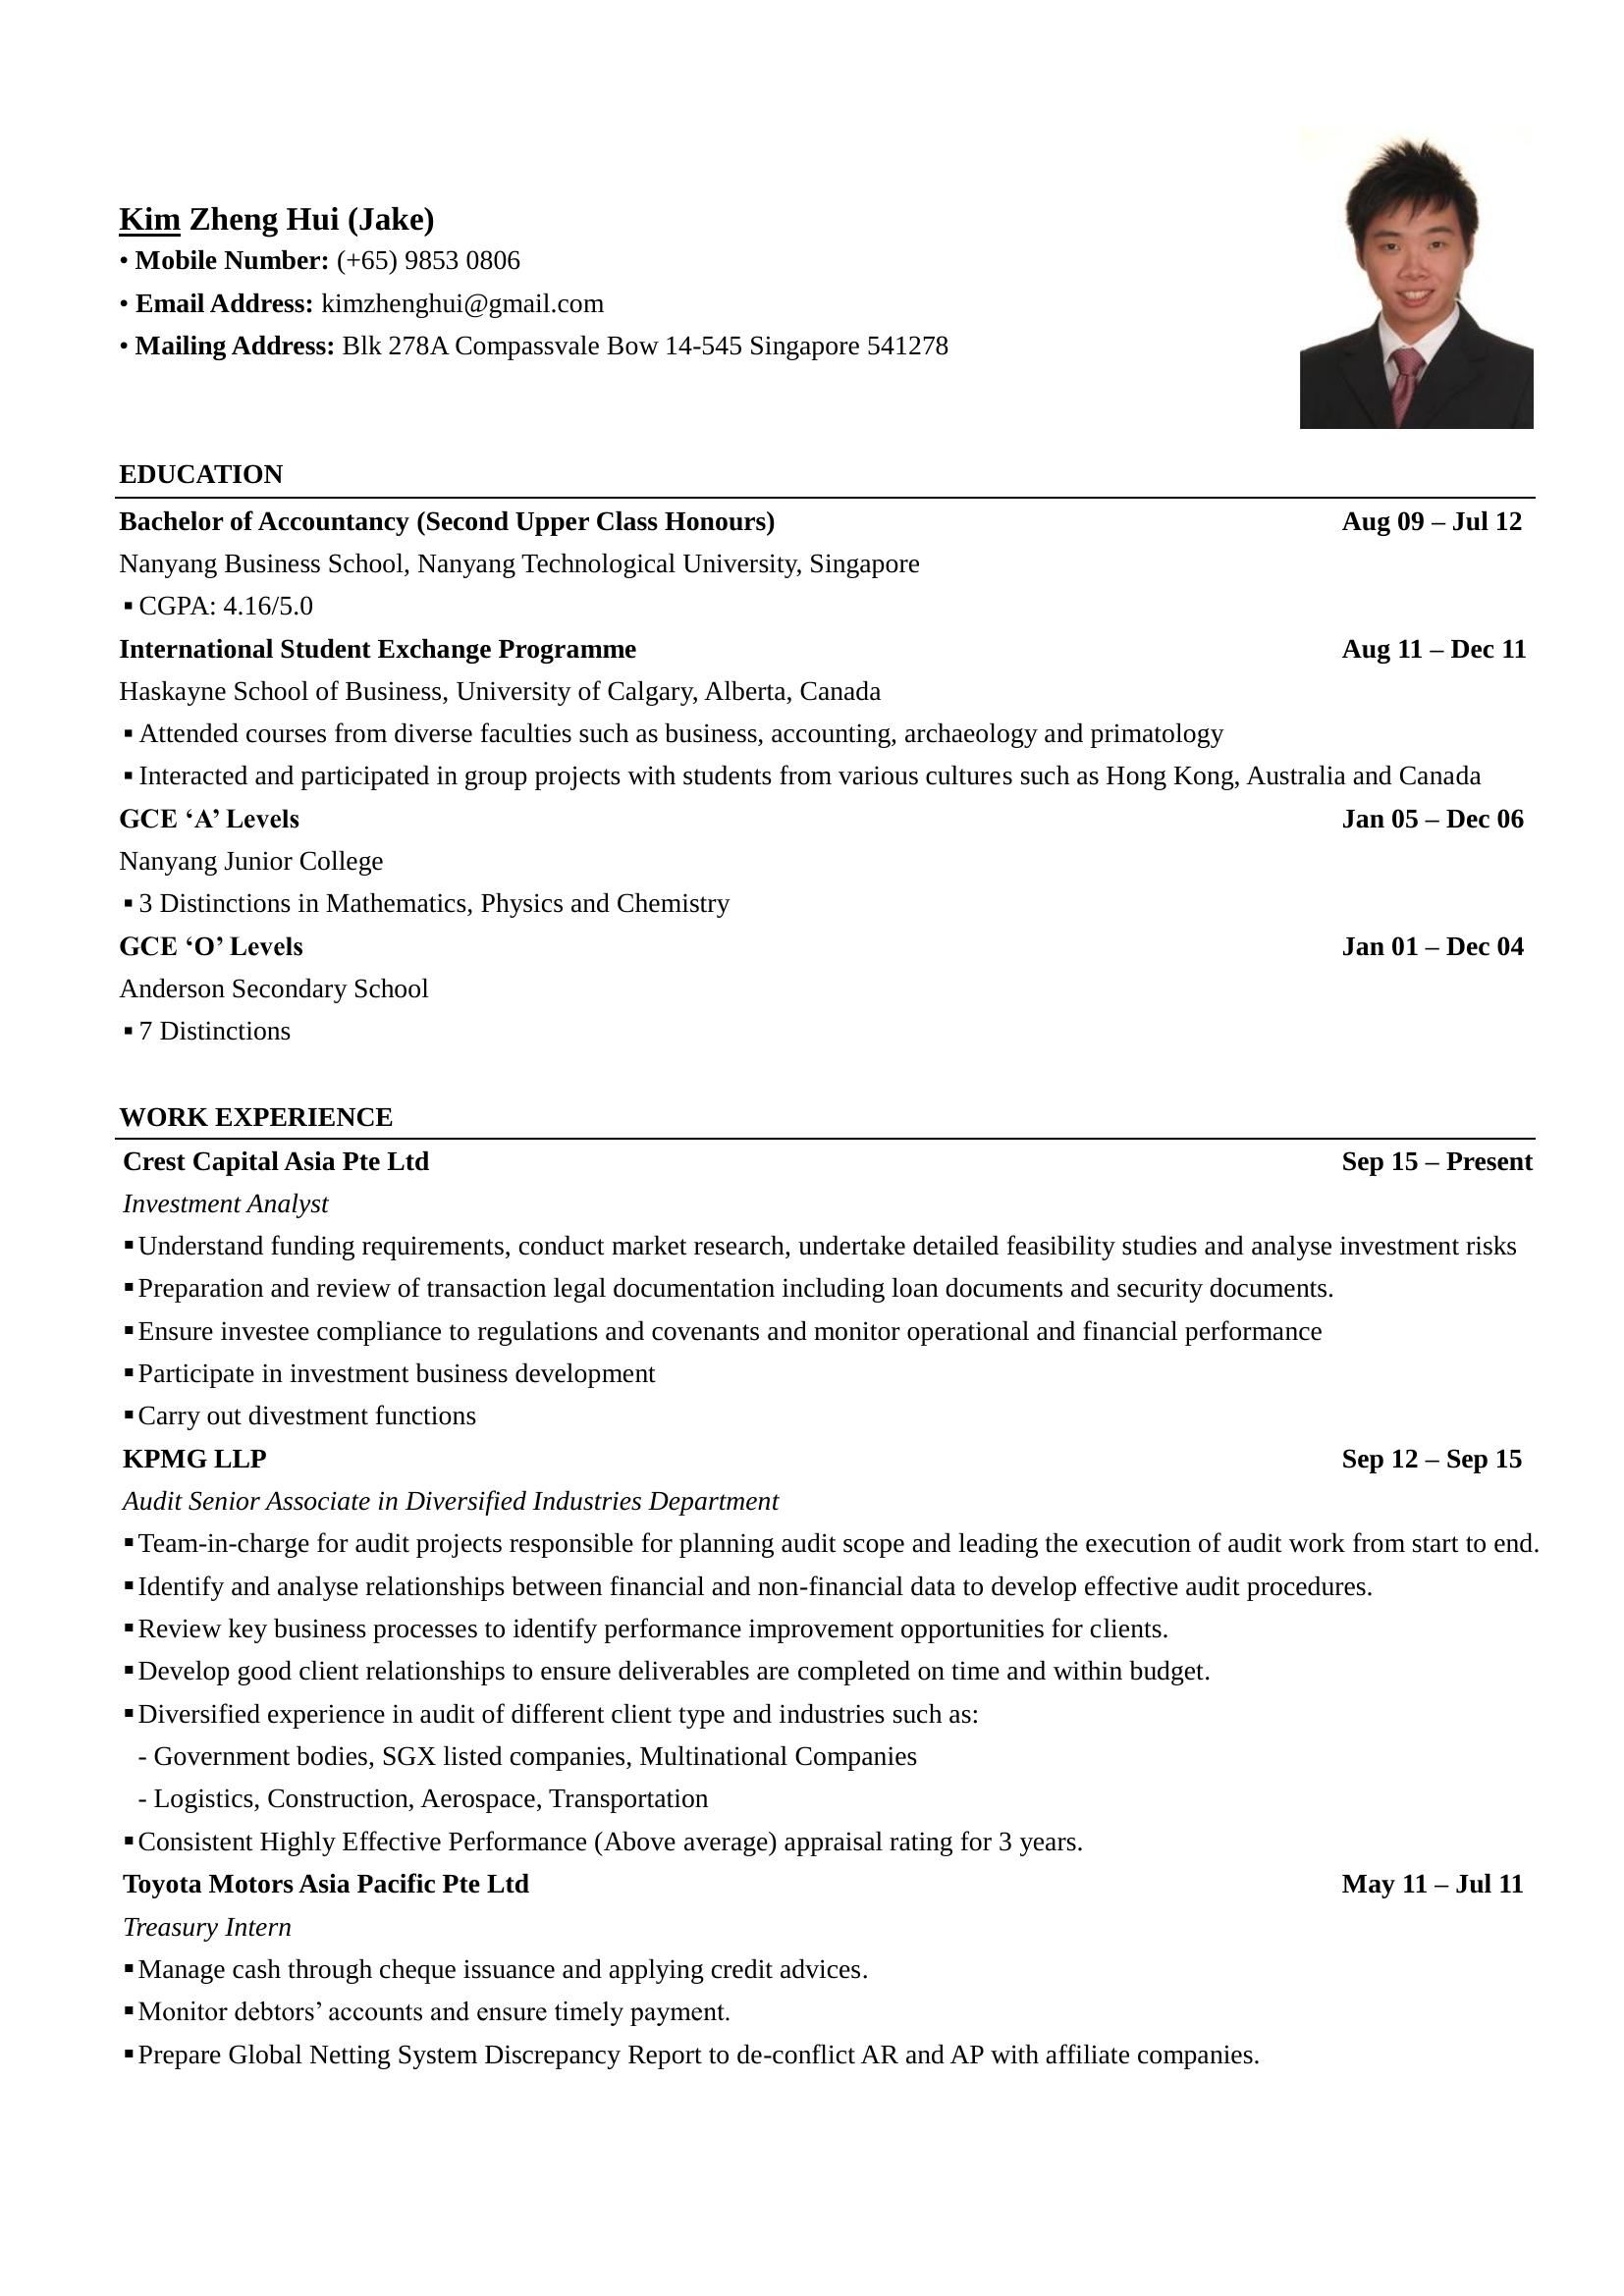 Kim Zheng Hui (Jake)
• Mobile Number: (+65) 9853 0806
• Email Address: kimzhenghui@gmail.com
• Mailing Address: Blk 278A Compassvale Bow 14-545 Singapore 541278
EDUCATION
Bachelor of Accountancy (Second Upper Class Honours) Aug 09 – Jul 12
Nanyang Business School, Nanyang Technological University, Singapore
▪ CGPA: 4.16/5.0
International Student Exchange Programme Aug 11 – Dec 11
Haskayne School of Business, University of Calgary, Alberta, Canada
▪ Attended courses from diverse faculties such as business, accounting, archaeology and primatology
▪ Interacted and participated in group projects with students from various cultures such as Hong Kong, Australia and Canada
GCE ‘A’ Levels Jan 05 – Dec 06
Nanyang Junior College
▪ 3 Distinctions in Mathematics, Physics and Chemistry
GCE ‘O’ Levels Jan 01 – Dec 04
Anderson Secondary School
▪ 7 Distinctions
WORK EXPERIENCE
Crest Capital Asia Pte Ltd Sep 15 – Present
Investment Analyst
▪ Understand funding requirements, conduct market research, undertake detailed feasibility studies and analyse investment risks
▪ Preparation and review of transaction legal documentation including loan documents and security documents.
▪ Ensure investee compliance to regulations and covenants and monitor operational and financial performance
▪ Participate in investment business development
▪ Carry out divestment functions
KPMG LLP Sep 12 – Sep 15
Audit Senior Associate in Diversified Industries Department
▪ Team-in-charge for audit projects responsible for planning audit scope and leading the execution of audit work from start to end.
▪ Identify and analyse relationships between financial and non-financial data to develop effective audit procedures.
▪ Review key business processes to identify performance improvement opportunities for clients.
▪ Develop good client relationships to ensure deliverables are completed on time and within budget.
▪ Diversified experience in audit of different client type and industries such as:
- Government bodies, SGX listed companies, Multinational Companies
- Logistics, Construction, Aerospace, Transportation
▪ Consistent Highly Effective Performance (Above average) appraisal rating for 3 years.
Toyota Motors Asia Pacific Pte Ltd May 11 – Jul 11
Treasury Intern
▪ Manage cash through cheque issuance and applying credit advices.
▪ Monitor debtors’ accounts and ensure timely payment.
▪ Prepare Global Netting System Discrepancy Report to de-conflict AR and AP with affiliate companies.